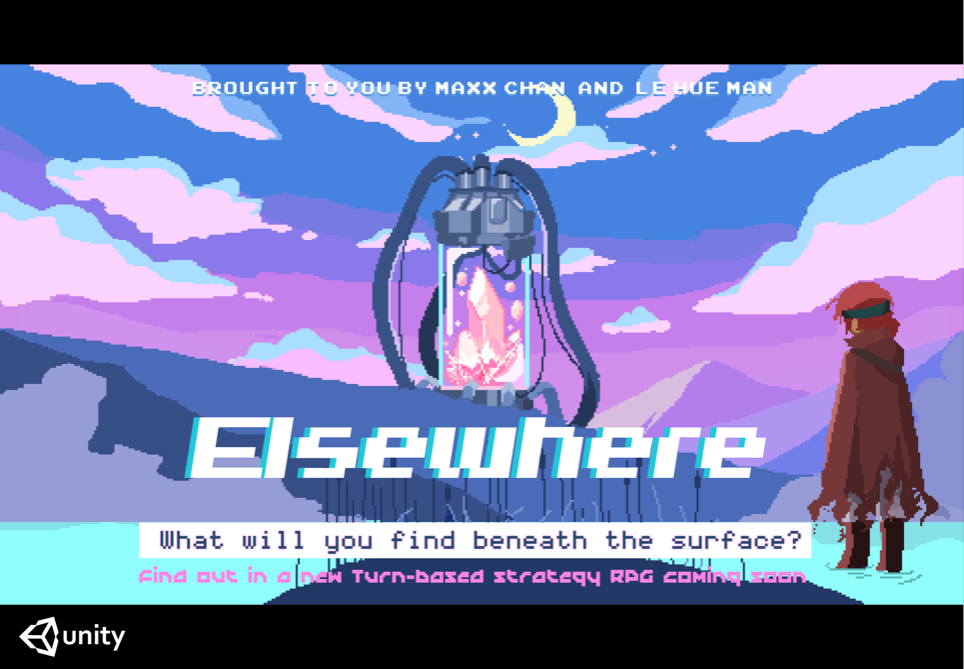 BROUGHT TO YOU BY MAXX CHAN AND LE HUE MAN
Elsewhere
What will you find beneath the surface?
Find out in a new Turn-based strategy RPG coming soon
unity